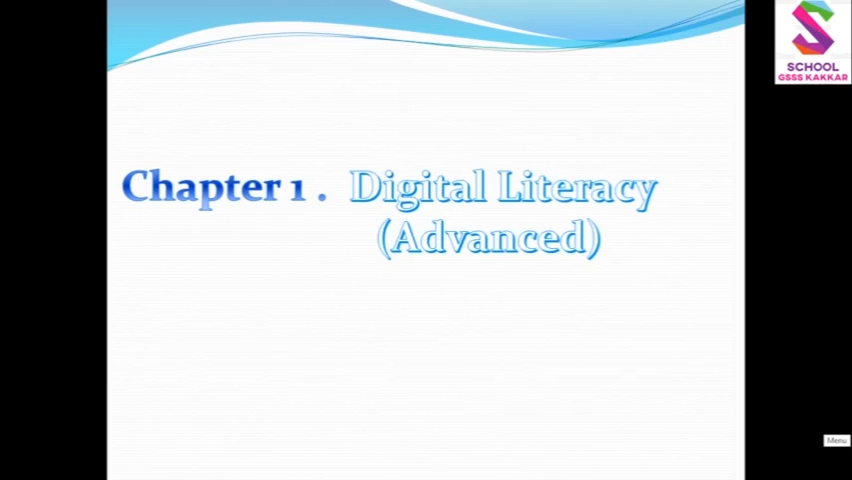 SCHOOL
GSSS KAKKAR
Chapter 1 . Digital Literacy
(Advanced)
Menu